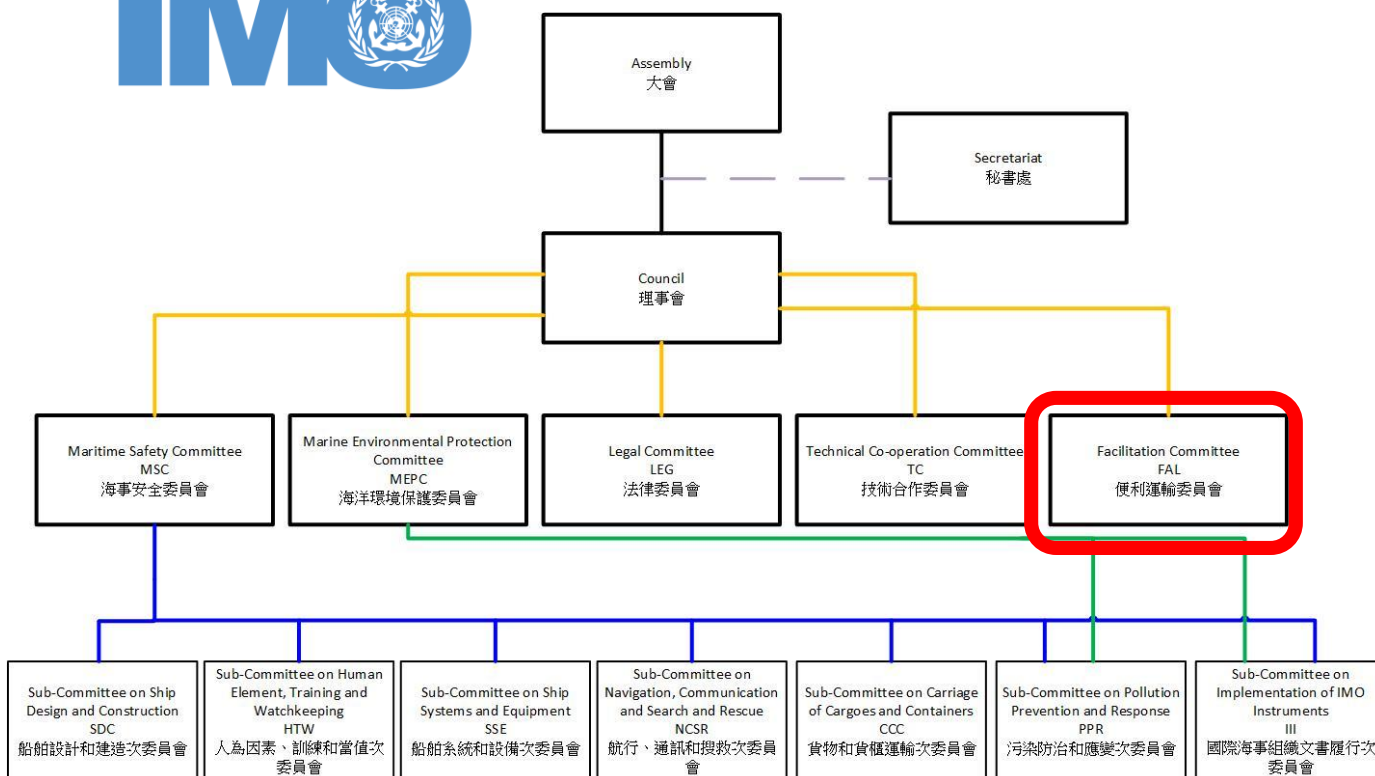 IMO
Assembly
大會
Secretariat
秘書處
Council
理事會
Maritime Safety Committee
MSC
海事安全委員會
Marine Environmental Protection
Committee
MEPC
海洋環境保護委員會
Legal Committee
LEG
法律委員會
Technical Co-operation Committee
TC
技術合作委員會
Facilitation Committee
FAL
便利運輸委員會
Sub-Committee on Ship
Design and Construction
SDC
船舶設計和建造次委員會
Sub-Committee on Human
Element, Training and
Watchkeeping
HTW
人為因素、訓練和當值次
委員會
Sub-Committee on Ship
Systems and Equipment
SSE
船舶系統和設備次委員會
Sub-Committee on
Navigation, Communication
and Search and Rescue
NCSR
航行、通訊和搜救次委員
會
Sub-Committee on Carriage
of Cargoes and Containers
CCC
貨物和貨櫃運輸次委員會
Sub-Committee on Pollution
Prevention and Response
PPR
污染防治和應變次委員會
Sub-Committee on
Implementation of IMO
Instruments
III
國際海事組織文書履行次
委員會